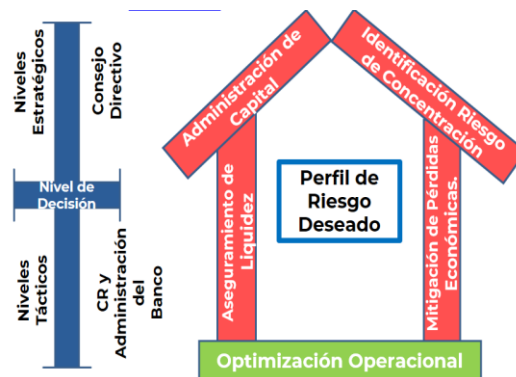 Niveles
Estratégicos
Consejo
Directivo
Nivel de
Decisión
Niveles
Tácticos
CR y
Administración
del
Banco
Administración de
Capital
Identificación Riesgo
de Concentración
Aseguramiento de
Liquidez
Perfil de
Riesgo
Deseado
Mitigación de Pérdidas
Económicas.
Optimización Operacional